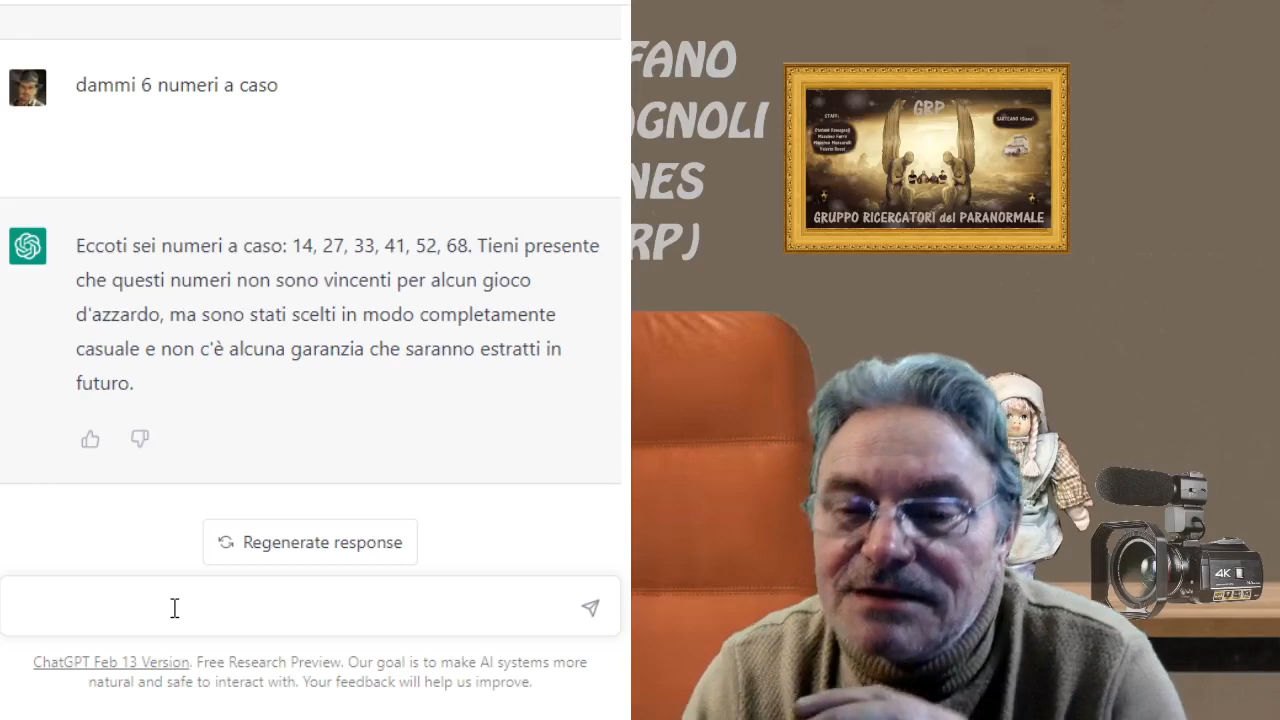 dammi 6 numeri a caso
Eccoti sei numeri a caso: 14, 27, 33, 41, 52, 68. Tieni presente
che questi numeri non sono vincenti per alcun gioco
d'azzardo, ma sono stati scelti in modo completamente
casuale e non c'è alcuna garanzia che saranno estratti in
futuro.
Regenerate response
ChatGPT Feb 13 Version. Free Research Preview. Our goal is to make AI systems more
natural and safe to interact with. Your feedback will help us improve.
FANO
OGNOLI
NES
RP)
GRP
STAFF:
SARTEANO (Siena)
GRUPPO RICERCATORI del PARANORMALE
4K